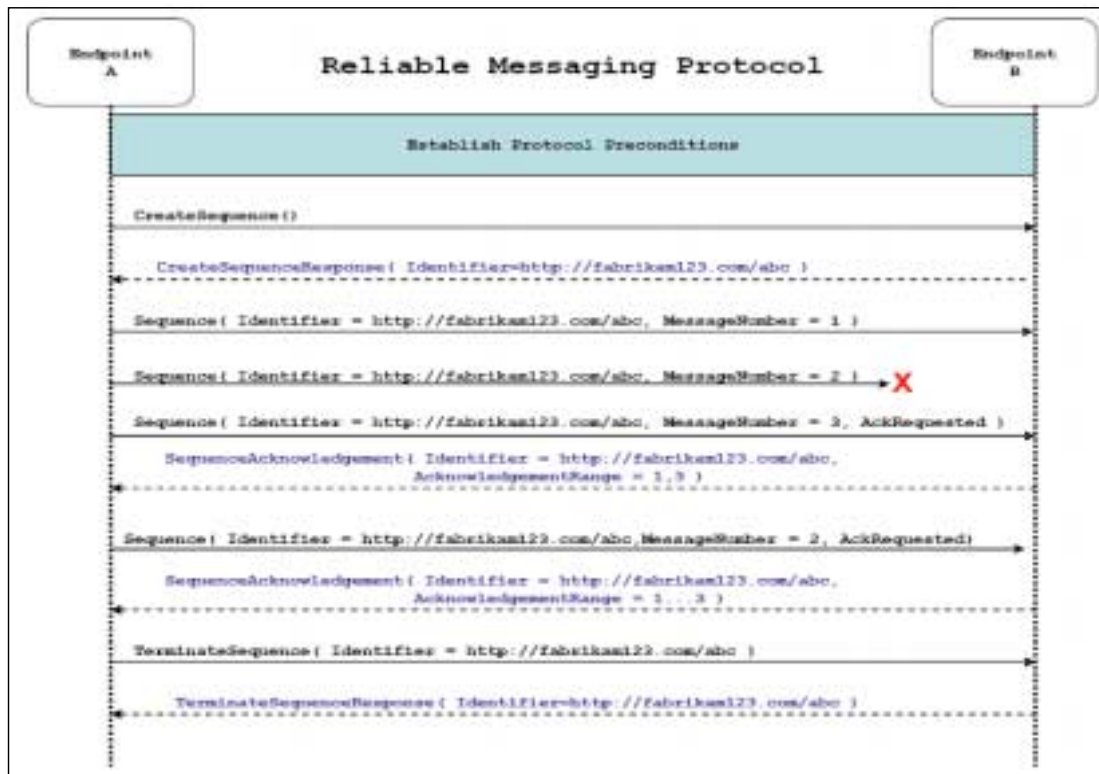 Endpoint
A
Reliable Messaging Protocol
Endpoint
B
Establish Protocol Preconditions
CreateSequence()
CreateSequenceResponse( Identifier=http://fabrikam123.com/abc )
Sequence( Identifier = http://fabrikam123.com/abc, MessageNumber = 1 )
Sequence( Identifier = http://fabrikam123.com/abc, MessageNumber = 2 )
X
Sequence( Identifier = http://fabrikam123.com/abc, MessageNumber = 3, AckRequested )
SequenceAcknowledgement( Identifier = http://fabrikam123.com/abc,
AcknowledgementRange = 1,3 )
Sequence( Identifier = http://fabrikam123.com/abc,MessageNumber = 2, AckRequested)
SequenceAcknowledgement( Identifier = http://fabrikam123.com/abc,
AcknowledgementRange = 1...3 )
TerminateSequence( Identifier = http://fabrikam123.com/abc )
TerminateSequenceResponse( Identifier=http://fabrikam123.com/abc )